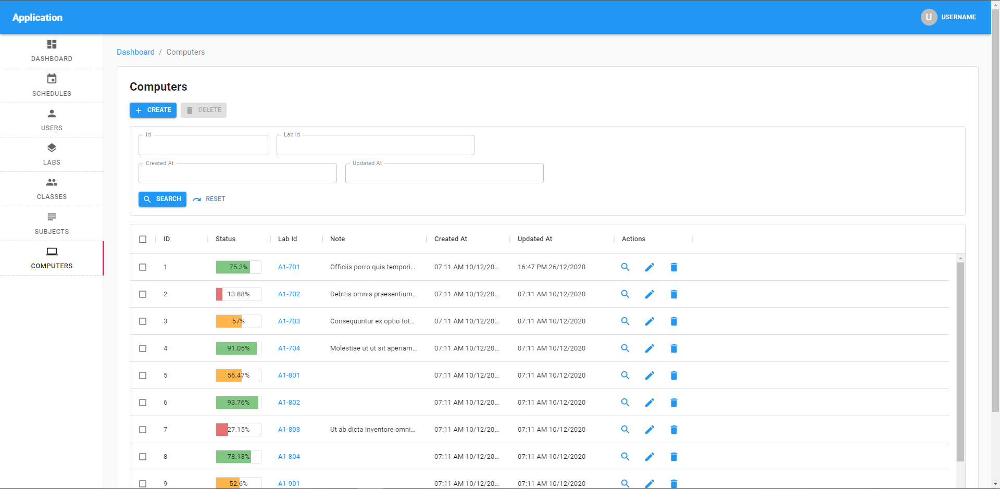 Application
U USERNAME
DASHBOARD
SCHEDULES
USERS
LABS
CLASSES
SUBJECTS
COMPUTERS
Dashboard / Computers
Computers
CREATE DELETE
Id Lab Id
Created At Updated At
SEARCH RESET
ID Status Lab Id Note Created At Updated At Actions
1 75.3% A1-701 Officiis porro quis tempori... 07:11 AM 10/12/20... 16:47 PM 26/12/2020
2 13.88% A1-702 Debitis omnis praesentium... 07:11 AM 10/12/20... 07:11 AM 10/12/2020
3 57% A1-703 Consequuntur ex optio tot... 07:11 AM 10/12/20... 07:11 AM 10/12/2020
4 91.05% A1-704 Molestiae ut ut sit aperiam... 07:11 AM 10/12/20... 07:11 AM 10/12/2020
5 56.47% A1-801 07:11 AM 10/12/20... 07:11 AM 10/12/2020
6 93.76% A1-802 07:11 AM 10/12/20... 07:11 AM 10/12/2020
7 27.15% A1-803 Ut ab dicta inventore omni... 07:11 AM 10/12/20... 07:11 AM 10/12/2020
8 78.13% A1-804 07:11 AM 10/12/20... 07:11 AM 10/12/2020
9 52.6% A1-901 07:11 AM 10/12/20... 07:11 AM 10/12/2020